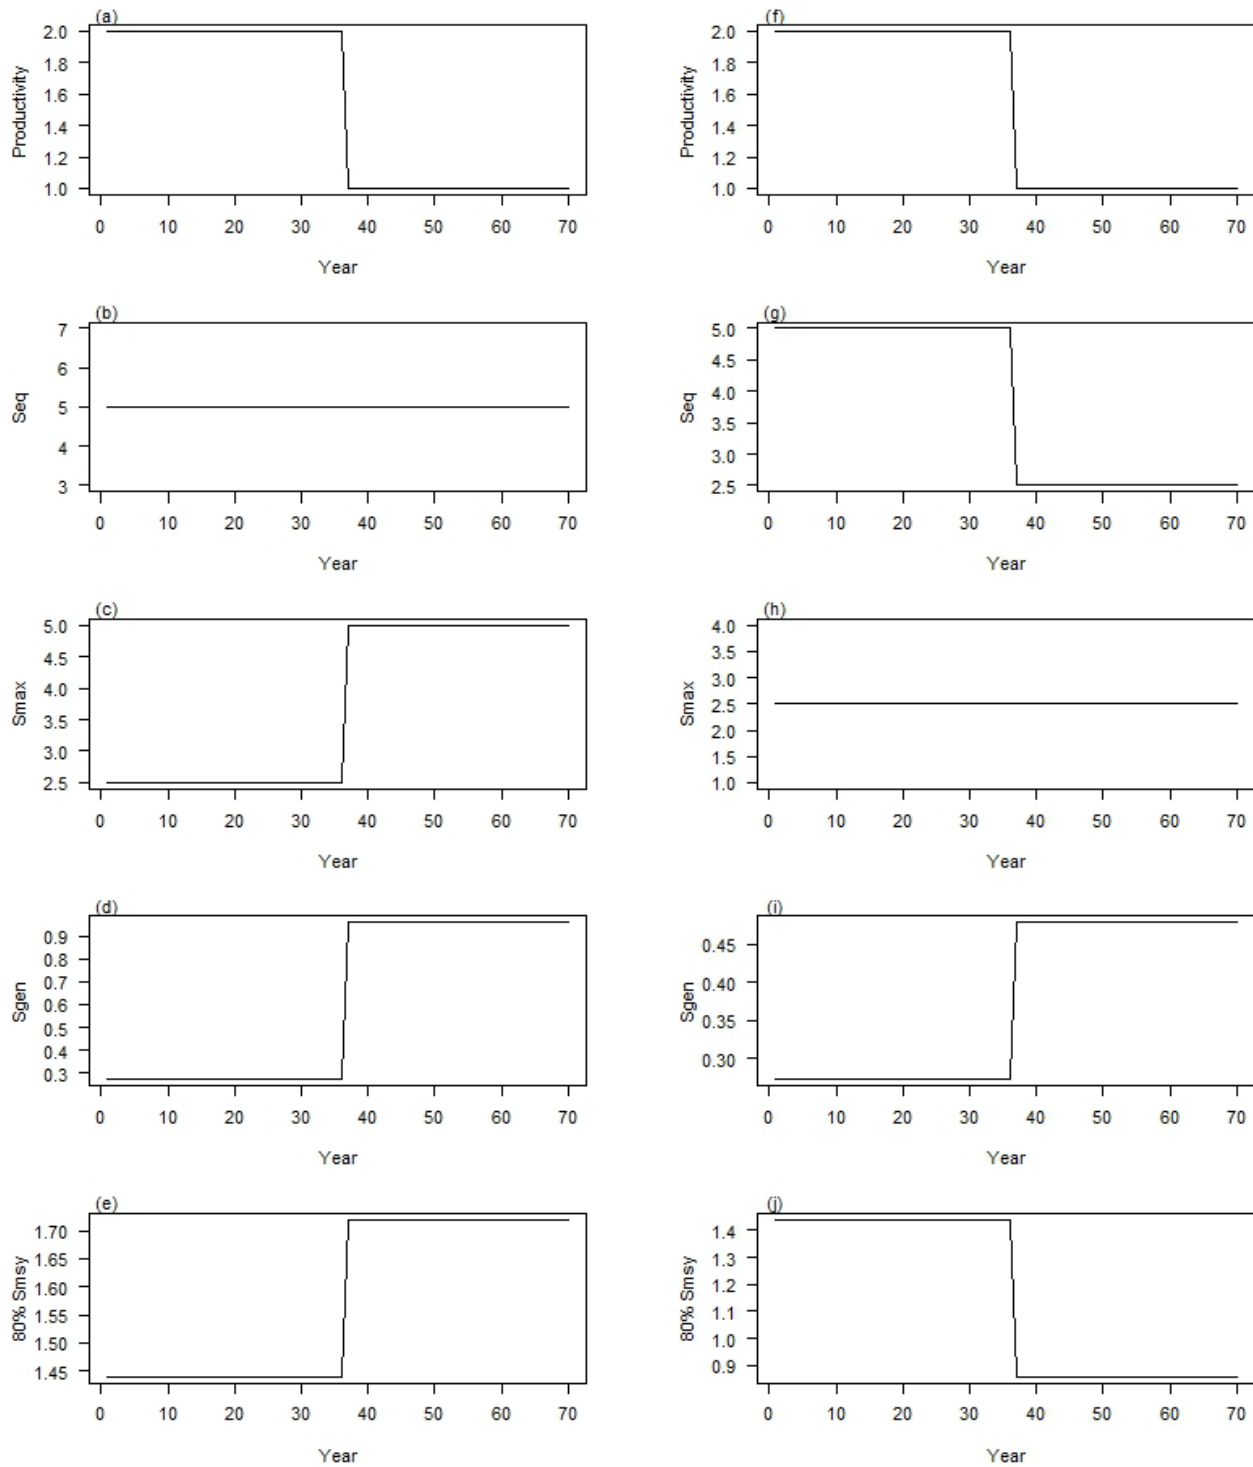 (a)
Productivity
2.0
1.8
1.6
1.4
1.2
1.0
0 10 20 30 40 50 60 70
Year
(f)
Productivity
2.0
1.8
1.6
1.4
1.2
1.0
0 10 20 30 40 50 60 70
Year
(b)
Seq
7
6
5
4
3
0 10 20 30 40 50 60 70
Year
(g)
Seq
5.0
4.5
4.0
3.5
3.0
2.5
0 10 20 30 40 50 60 70
Year
(c)
Smax
5.0
4.5
4.0
3.5
3.0
2.5
0 10 20 30 40 50 60 70
Year
(h)
Smax
4.0
3.5
3.0
2.5
2.0
1.5
1.0
0 10 20 30 40 50 60 70
Year
(d)
Sgen
0.9
0.8
0.7
0.6
0.5
0.4
0.3
0 10 20 30 40 50 60 70
Year
(i)
Sgen
0.45
0.40
0.35
0.30
0 10 20 30 40 50 60 70
Year
(e)
80% Smsy
1.70
1.65
1.60
1.55
1.50
1.45
0 10 20 30 40 50 60 70
Year
(j)
80% Smsy
1.4
1.3
1.2
1.1
1.0
0.9
0 10 20 30 40 50 60 70
Year